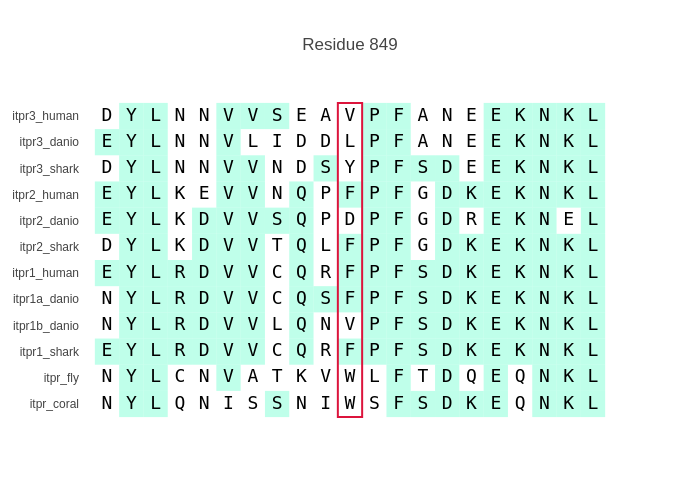 Residue 849
itpr3_human D Y L N N V V S E A V P F A N E E K N K L
itpr3_danio E Y L N N V L I D D L P F A N E E K N K L
itpr3_shark D Y L N N V V N D S Y P F S D E E K N K L
itpr2_human E Y L K E V V N Q P F P F G D K E K N K L
itpr2_danio E Y L K D V V S Q P D P F G D R E K N E L
itpr2_shark D Y L K D V V T Q L F P F G D K E K N K L
itpr1_human E Y L R D V V C Q R F P F S D K E K N K L
itpr1a_danio N Y L R D V V C Q S F P F S D K E K N K L
itpr1b_danio N Y L R D V V L Q N V P F S D K E K N K L
itpr1_shark E Y L R D V V C Q R F P F S D K E K N K L
itpr_fly N Y L C N V A T K V W L F T D Q E Q N K L
itpr_coral N Y L Q N I S S N I W S F S D K E Q N K L